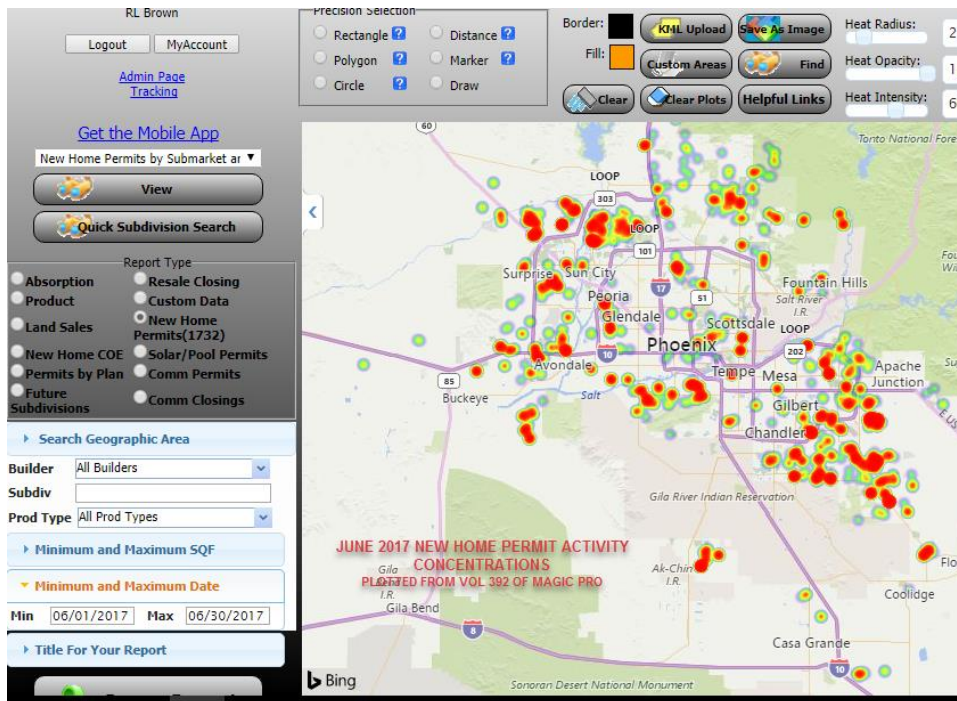 RL Brown
Logout
MyAccount
Admin Page
Tracking
Get the Mobile App
New Home Permits by Submarket ar
View
Quick Subdivision Search
Report Type
Absorption
Resale Closing
Product
Custom Data
Land Sales
New Home
Permits(1732)
New Home COE
Solar/Pool Permits
Permits by Plan
Comm Permits
Future
Subdivisions
Comm Closings
Search Geographic Area
Builder All Builders
Subdiv
Prod Type All Prod Types
Minimum and Maximum SQF
Minimum and Maximum Date
Min 06/01/2017 Max 06/30/2017
Title For Your Report
Precision Selection
Rectangle ? Distance ?
Polygon ? Marker ?
Circle ? Draw
Border:
Fill:
KML Upload
Save As Image
Custom Areas
Find
Clear
Clear Plots
Helpful Links
Heat Radius: 2
Heat Opacity: 1
Heat Intensity: 6
60
Tonto National Fore
LOOP
303
LOOP
101
Surprise
Sun City
17
Fountain Hills
Peoria
51
Salt River
I.R.
Glendale
Scottsdale
LOOP
Phoenix
202
10
Avondale
Tempe
Mesa
Apache
Junction
85
Buckeye
Salt
Gilbert
E US
Chandler
Gila River Indian Reservation
JUNE 2017 NEW HOME PERMIT ACTIVITY
CONCENTRATIONS
PLOTTED FROM VOL 392 OF MAGIC PRO
Gila
I.R.
Ak-Chin
I.R.
Flo
Coolidge
Gila Bend
8
Casa Grande
10
Bing
Sonoran Desert National Monument